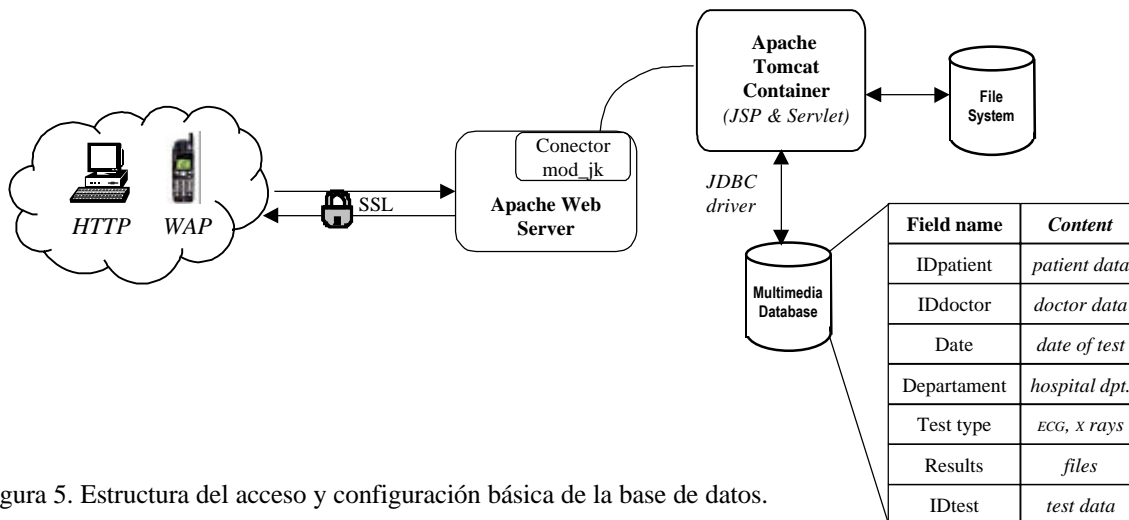 Apache
Tomcat
Container
(JSP & Servlet)
File
System
Conector
mod_jk
Apache Web
Server
HTTP WAP
SSL
JDBC
driver
Multimedia
Database
Field name Content
IDpatient patient data
IDdoctor doctor data
Date date of test
Departament hospital dpt.
Test type ECG, x rays
Results files
IDtest test data
gura 5. Estructura del acceso y configuración básica de la base de datos.